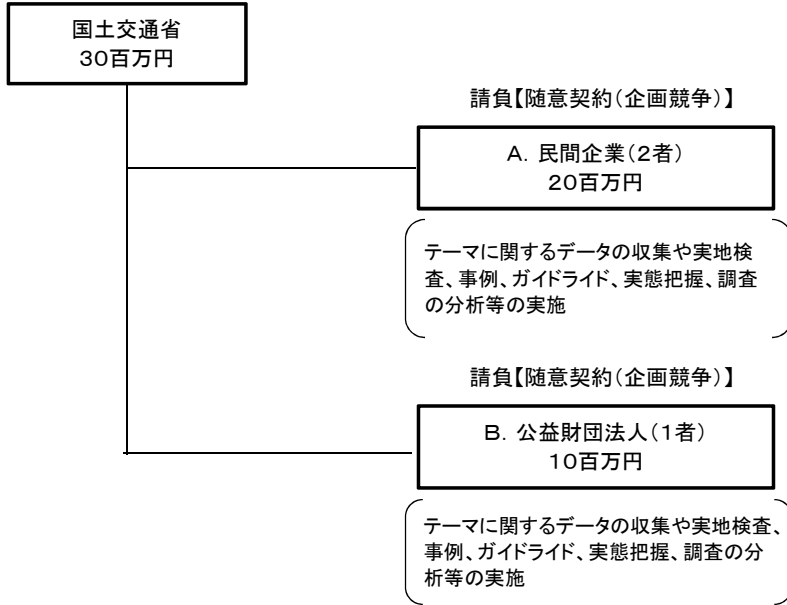 国土交通省
30百万円
請負【随意契約(企画競争)】
A. 民間企業(2者)
20百万円
テーマに関するデータの収集や実地検
査、事例、ガイドライド、実態把握、調査
の分析等の実施
請負【随意契約(企画競争)】
B. 公益財団法人(1者)
10百万円
テーマに関するデータの収集や実地検査、
事例、ガイドライド、実態把握、調査の分
析等の実施